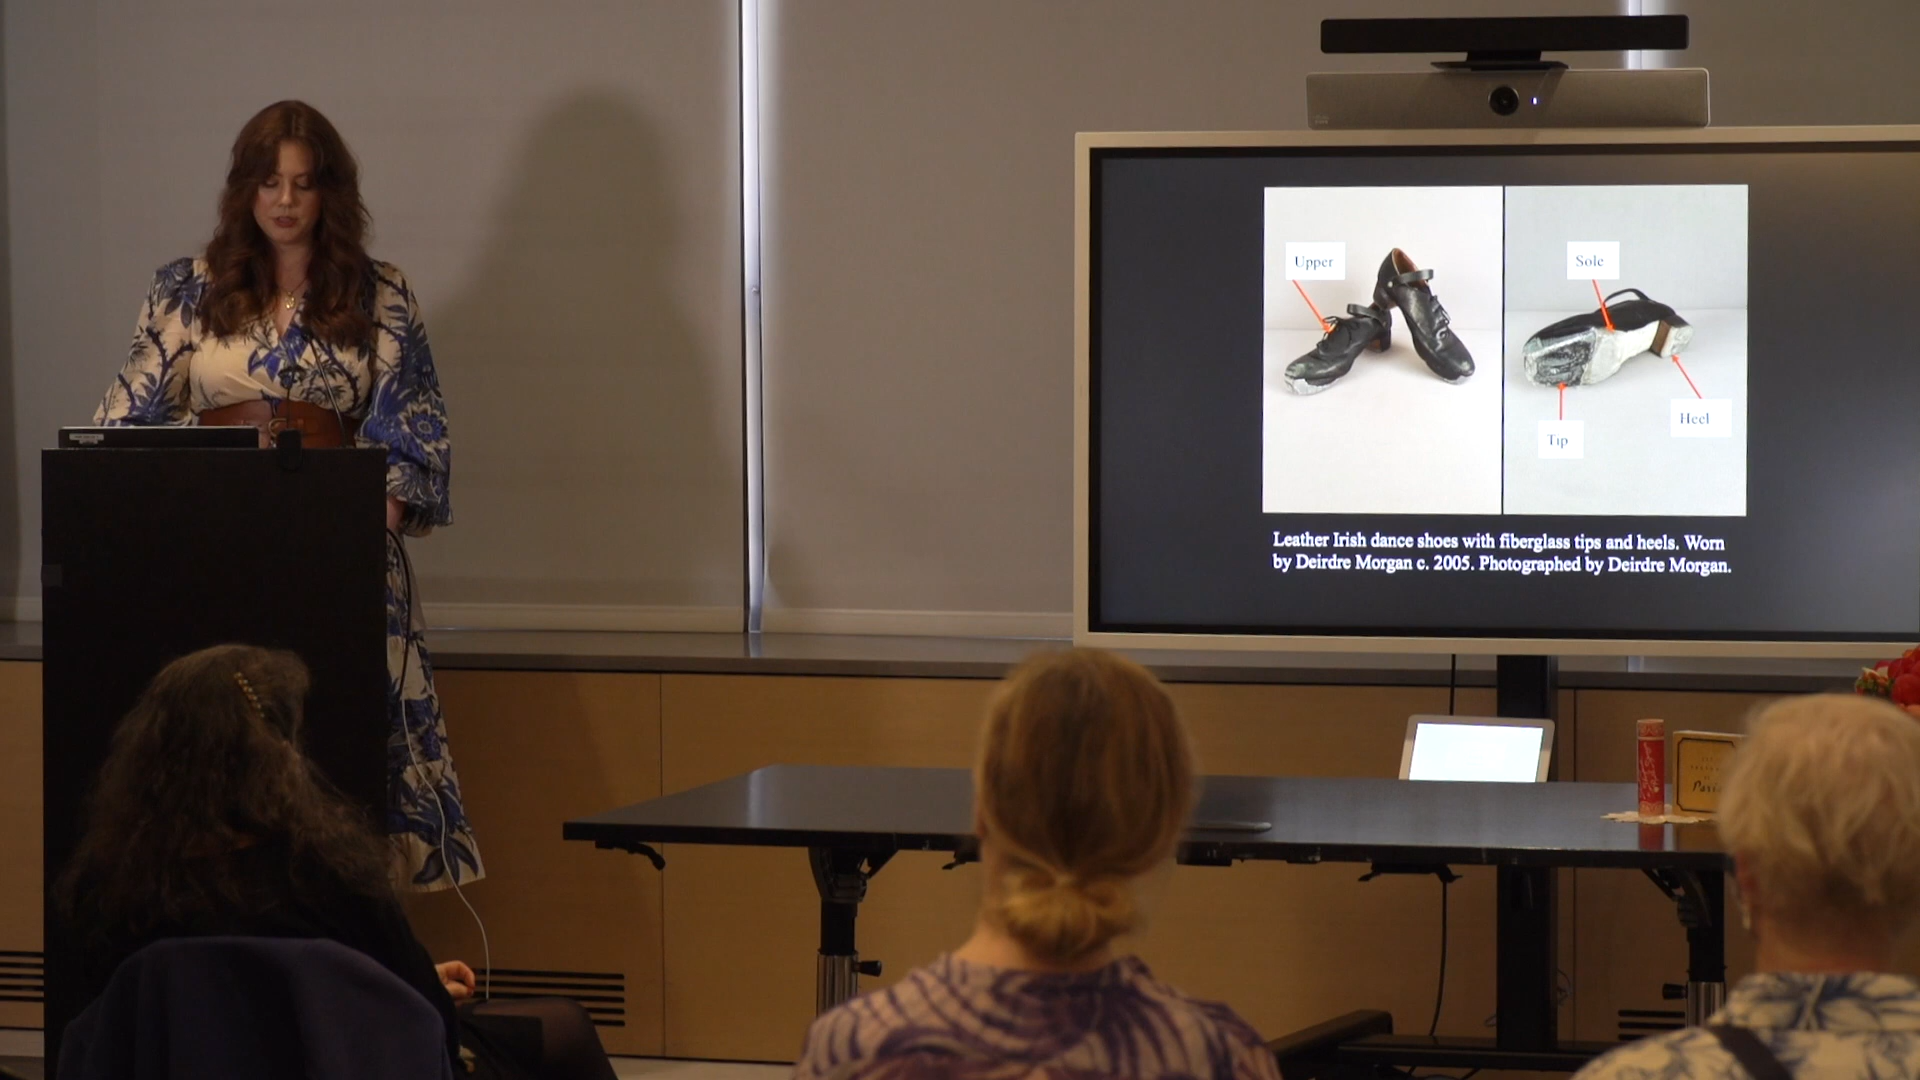 Upper
Sole
Tip
Heel
Leather Irish dance shoes with fiberglass tips and heels. Worn
by Deirdre Morgan c. 2005. Photographed by Deirdre Morgan.